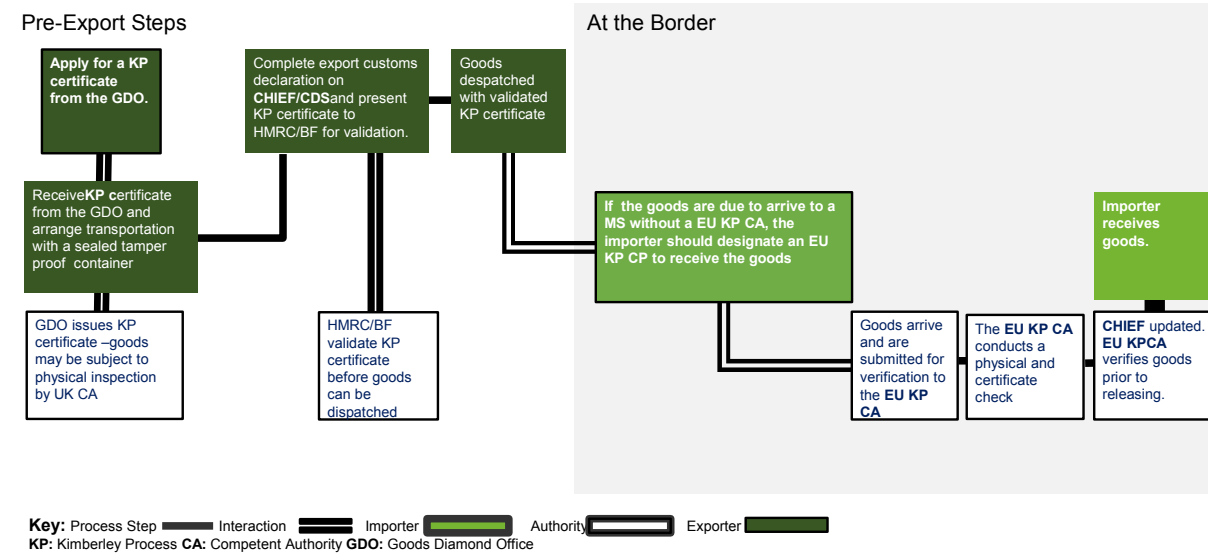 Pre-Export Steps
At the Border
Apply for a KP
certificate
from the GDO.
Complete export customs
declaration on
CHIEF/CDSand present
KP certificate to
HMRC/BF for validation.
Goods
despatched
with validated
KP certificate
ReceiveKP certificate
from the GDO and
arrange transportation
with a sealed tamper
proof container
If the goods are due to arrive to a
MS without a EU KP CA, the
importer should designate an EU
KP CP to receive the goods
Importer
receives
goods.
GDO issues KP
certificate –goods
may be subject to
physical inspection
by UK CA
HMRC/BF
validate KP
certificate
before goods
can be
dispatched
Goods arrive
and are
submitted for
verification to
the EU KP
CA
The EU KP CA
conducts a
physical and
certificate
check
CHIEF updated.
EU KPCA
verifies goods
prior to
releasing.
Key: Process Step Interaction Importer Authority Exporter
KP: Kimberley Process CA: Competent Authority GDO: Goods Diamond Office